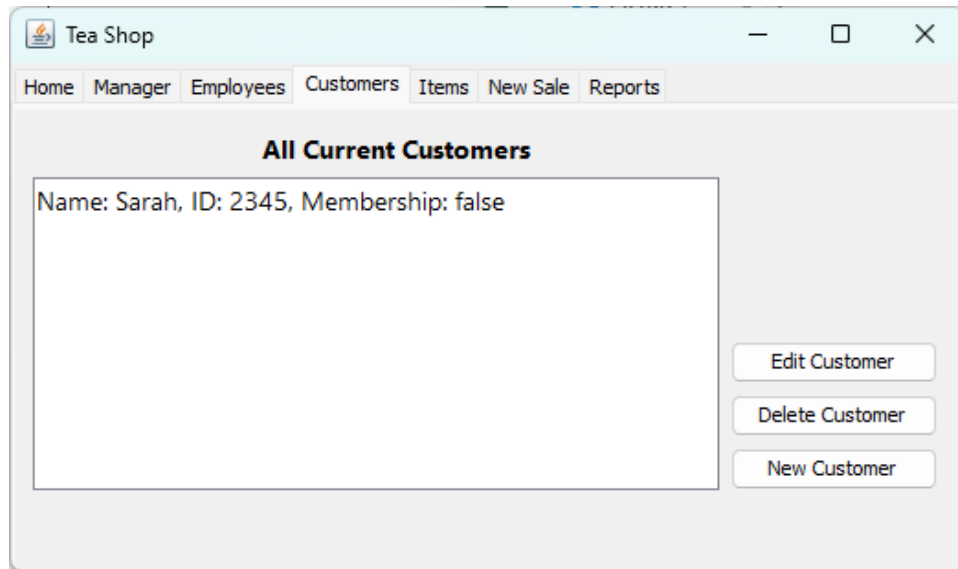 Tea Shop
Home Manager Employees Customers Items New Sale Reports
All Current Customers
Name: Sarah, ID: 2345, Membership: false
Edit Customer
Delete Customer
New Customer